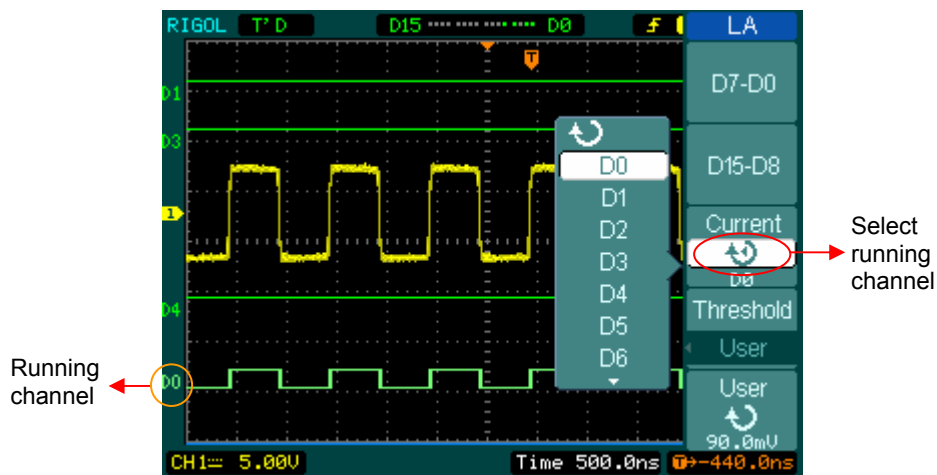 RIGOL T'D D15 D0 LA
D7-D0
D15-D8
Current
D0
Threshold
User
User
90.0mV
D0
D1
D2
D3
D4
D5
D6
D1
D3
1
D4
D0
T
CH1 5.00V Time 500.0ns T→-440.0ns
Select
running
channel
Running
channel